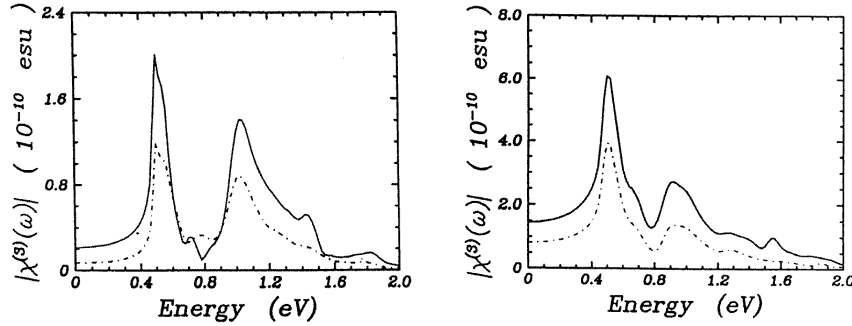 2.4
1.6
0.8
0
|χ⁽³⁾(ω)| ( 10⁻¹⁰ esu )
0 0.4 0.8 1.2 1.6 2.0
Energy (eV)
8.0
6.0
4.0
2.0
0
|χ⁽³⁾(ω)| ( 10⁻¹⁰ esu )
0 0.4 0.8 1.2 1.6 2.0
Energy (eV)